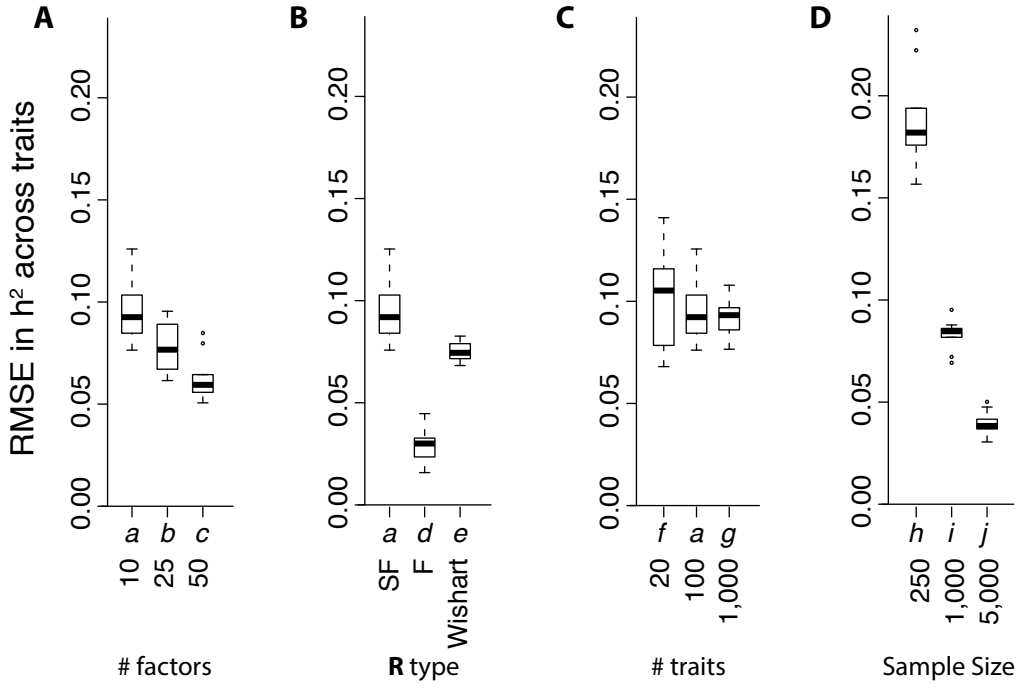 A
B
C
D
RMSE in h² across traits
0.20
0.15
0.10
0.05
0.00
a
b
c
10
25
50
# factors
0.20
0.15
0.10
0.05
0.00
a
d
e
SF
F
Wishart
R type
0.20
0.15
0.10
0.05
0.00
f
a
g
20
100
1,000
# traits
0.20
0.15
0.10
0.05
0.00
h
i
j
250
1,000
5,000
Sample Size